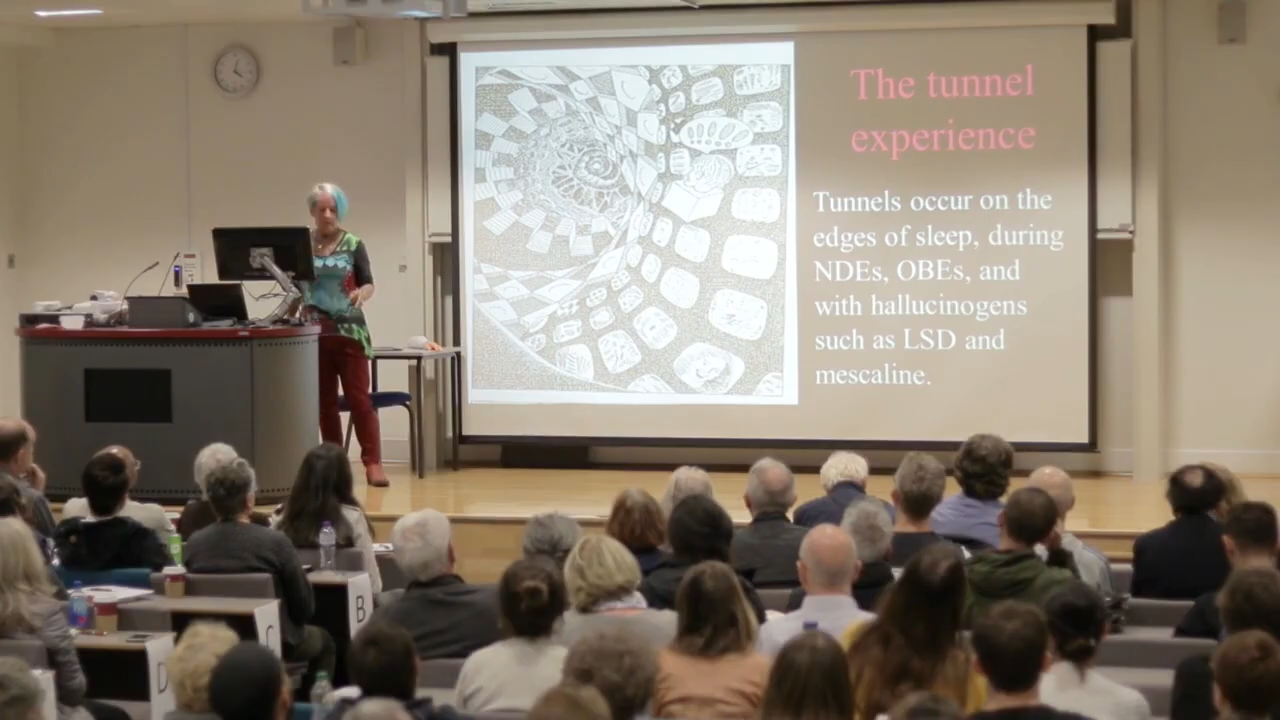 The tunnel
experience
Tunnels occur on the
edges of sleep, during
NDEs, OBEs, and
with hallucinogens
such as LSD and
mescaline.
B
C
D